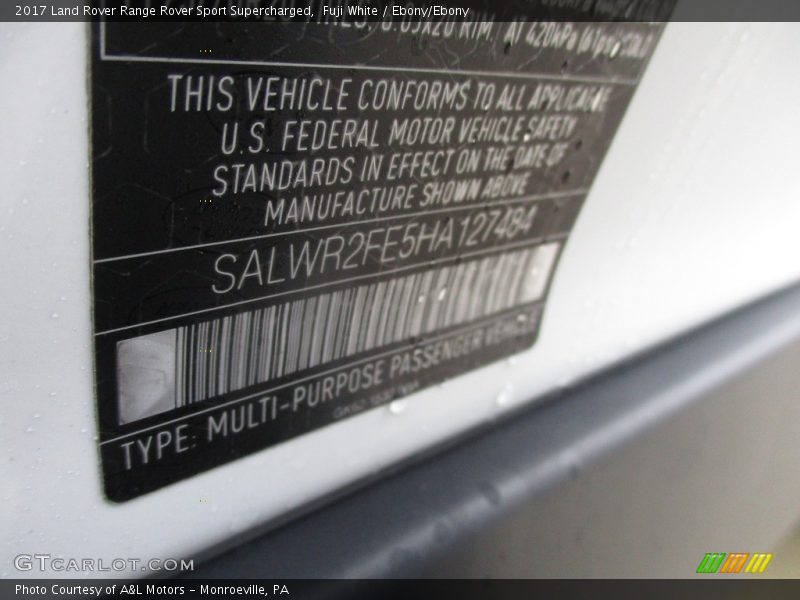 2017 Land Rover Range Rover Sport Supercharged, Fuji White / Ebony/Ebony
THIS VEHICLE CONFORMS TO ALL APPLICABLE
U.S. FEDERAL MOTOR VEHICLE SAFETY
STANDARDS IN EFFECT ON THE DATE OF
MANUFACTURE SHOWN ABOVE
SALWR2FE5HA127484
TYPE: MULTI-PURPOSE PASSENGER VEHICLE
GTCARLOT.COM
Photo Courtesy of A&L Motors - Monroeville, PA